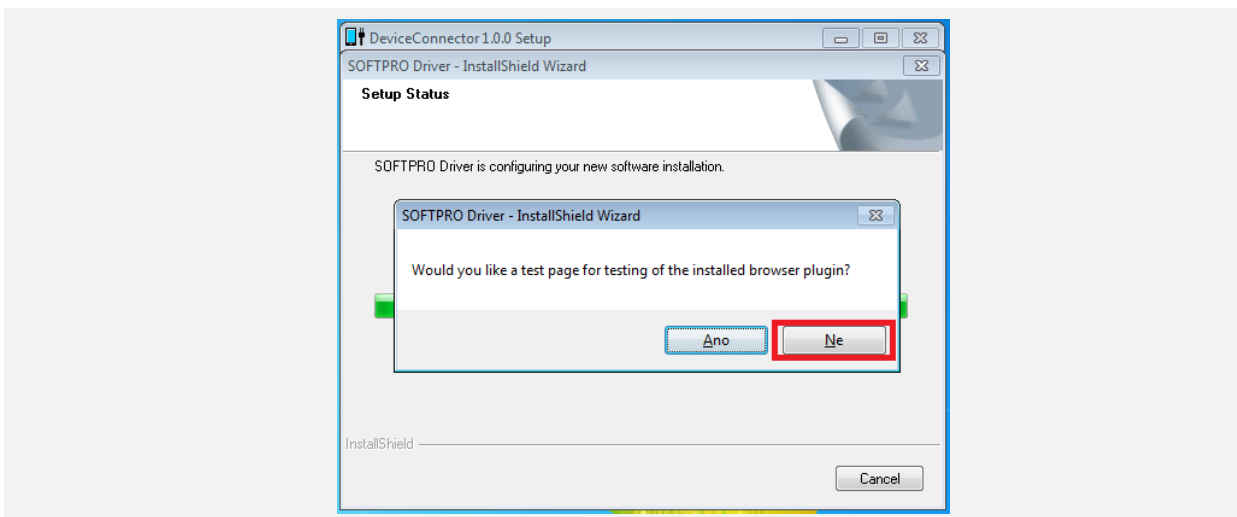 DeviceConnector 1.0.0 Setup
SOFTPRO Driver - InstallShield Wizard
Setup Status
SOFTPRO Driver is configuring your new software installation.
SOFTPRO Driver - InstallShield Wizard
Would you like a test page for testing of the installed browser plugin?
Ano
Ne
InstallShield
Cancel